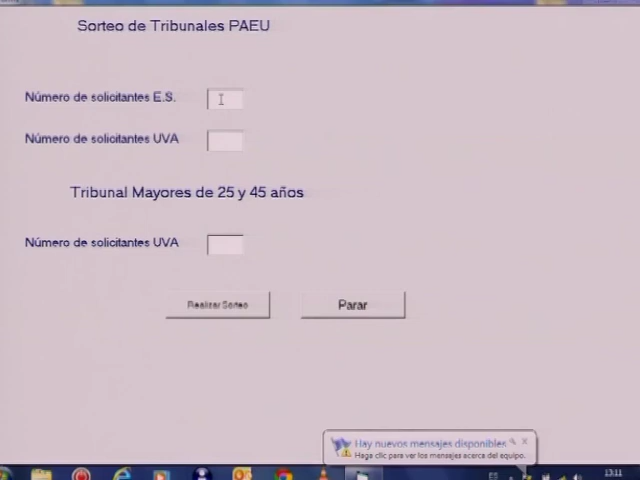 Sorteo de Tribunales PAEU
Número de solicitantes E.S.
Número de solicitantes UVA
Tribunal Mayores de 25 y 45 años
Número de solicitantes UVA
Realizar Sorteo
Parar
Hay nuevos mensajes disponibles
Haga clic para ver los mensajes acerca del equipo.
13:11